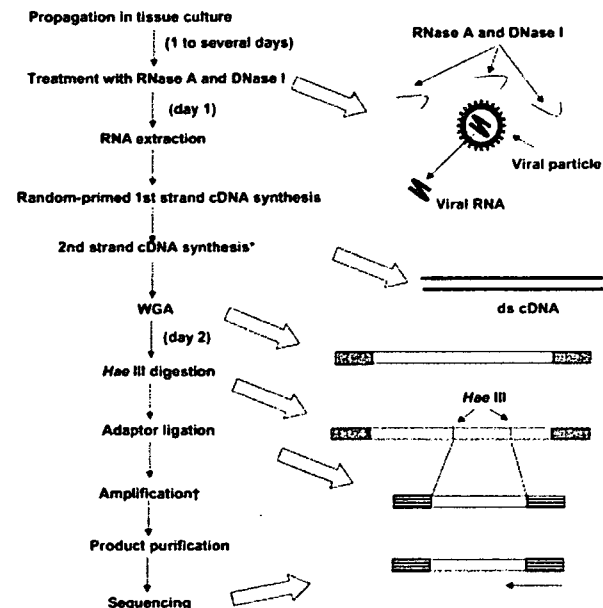 Propagation in tissue culture
(1 to several days)
Treatment with RNase A and DNase I
(day 1)
RNA extraction
Random-primed 1st strand cDNA synthesis
2nd strand cDNA synthesis*
WGA
(day 2)
Hae III digestion
Adaptor ligation
Amplification†
Product purification
Sequencing
RNase A and DNase I
Viral particle
Viral RNA
ds cDNA
Hae III